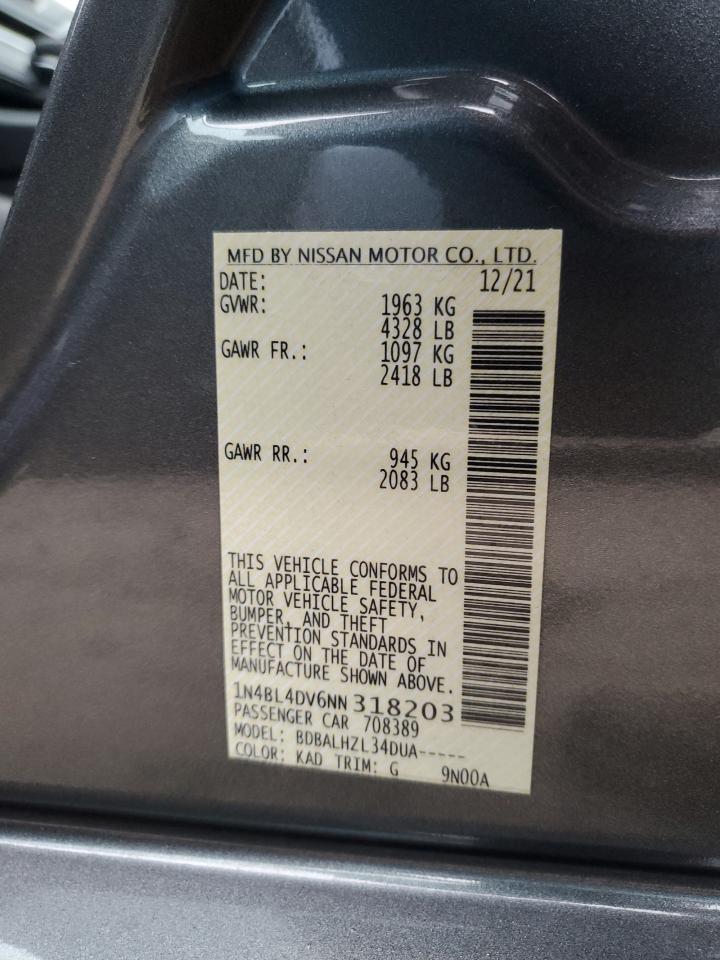 MFD BY NISSAN MOTOR CO., LTD.
DATE: 12/21
GVWR: 1963 KG
4328 LB
GAWR FR.: 1097 KG
2418 LB
GAWR RR.: 945 KG
2083 LB
THIS VEHICLE CONFORMS TO
ALL APPLICABLE FEDERAL
MOTOR VEHICLE SAFETY,
BUMPER, AND THEFT
PREVENTION STANDARDS IN
EFFECT ON THE DATE OF
MANUFACTURE SHOWN ABOVE.
1N4BL4DV6NN318203
PASSENGER CAR 708389
MODEL: BDBALHZL34DUA-----
COLOR: KAD TRIM: G 9N00A